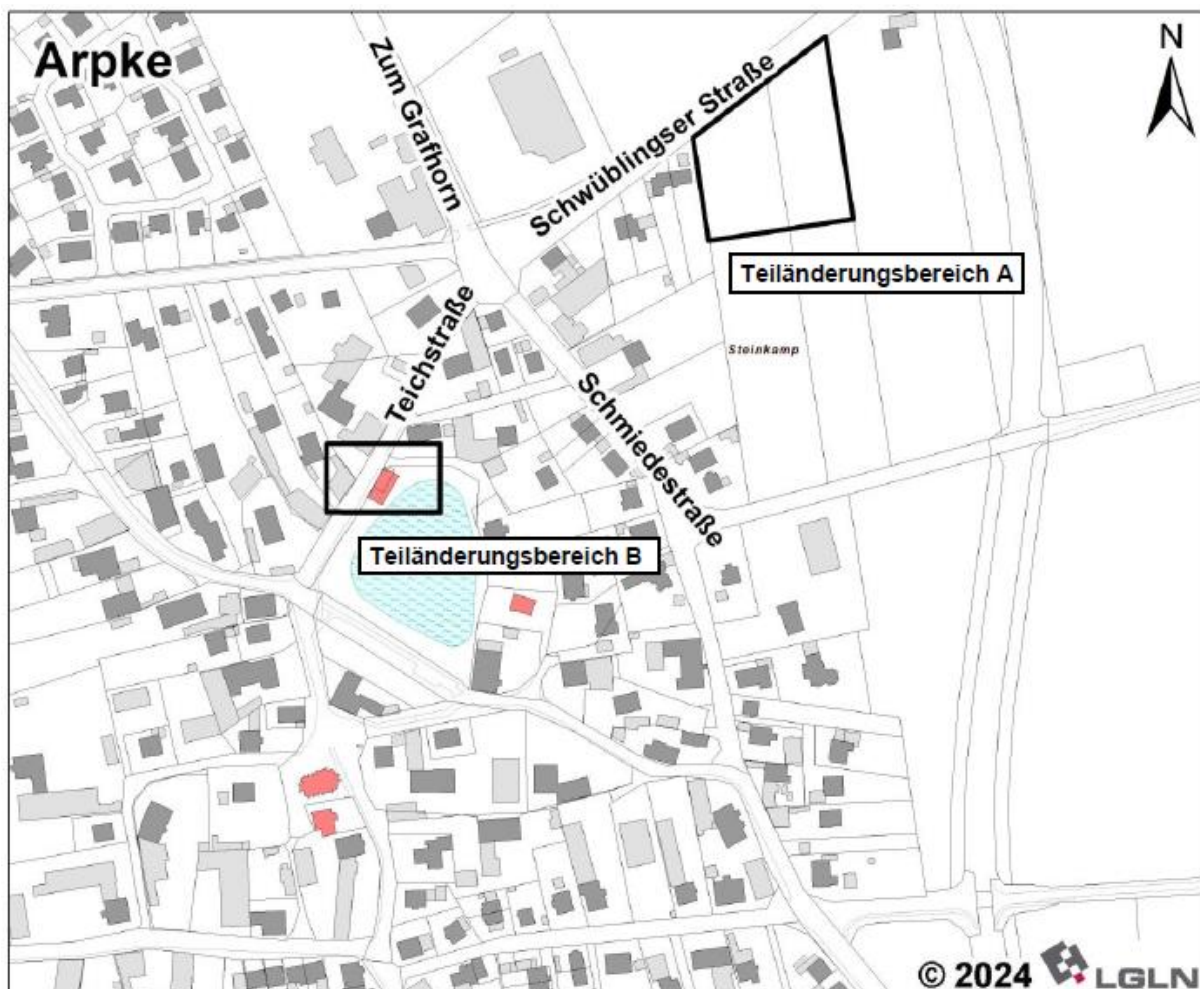 Arpke
N
Zum Grafhorn
Schwüblingser Straße
Teiländerungsbereich A
Teichstraße
Steinkamp
Schmiedestraße
Teiländerungsbereich B
© 2024 LGLN